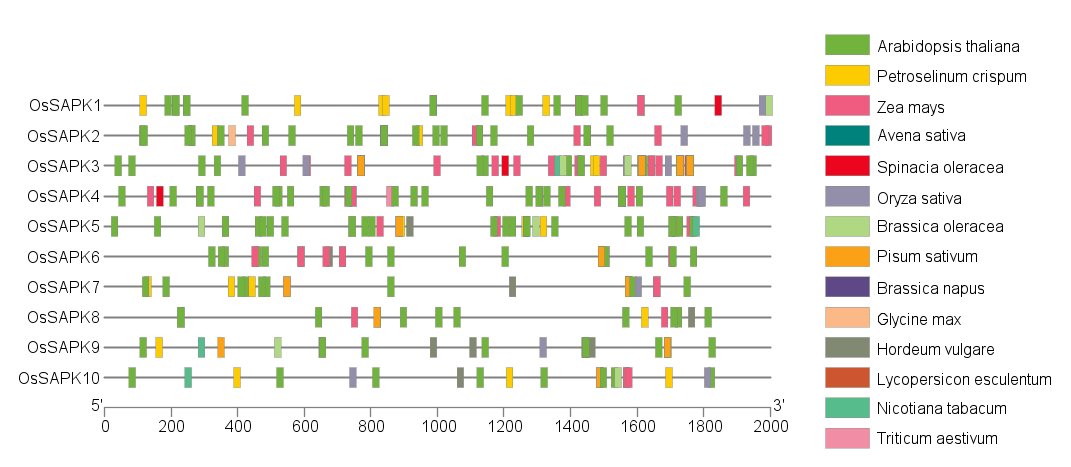 OsSAPK1
OsSAPK2
OsSAPK3
OsSAPK4
OsSAPK5
OsSAPK6
OsSAPK7
OsSAPK8
OsSAPK9
OsSAPK10
5' 3'
0 200 400 600 800 1000 1200 1400 1600 1800 2000
Arabidopsis thaliana
Petroselinum crispum
Zea mays
Avena sativa
Spinacia oleracea
Oryza sativa
Brassica oleracea
Pisum sativum
Brassica napus
Glycine max
Hordeum vulgare
Lycopersicon esculentum
Nicotiana tabacum
Triticum aestivum